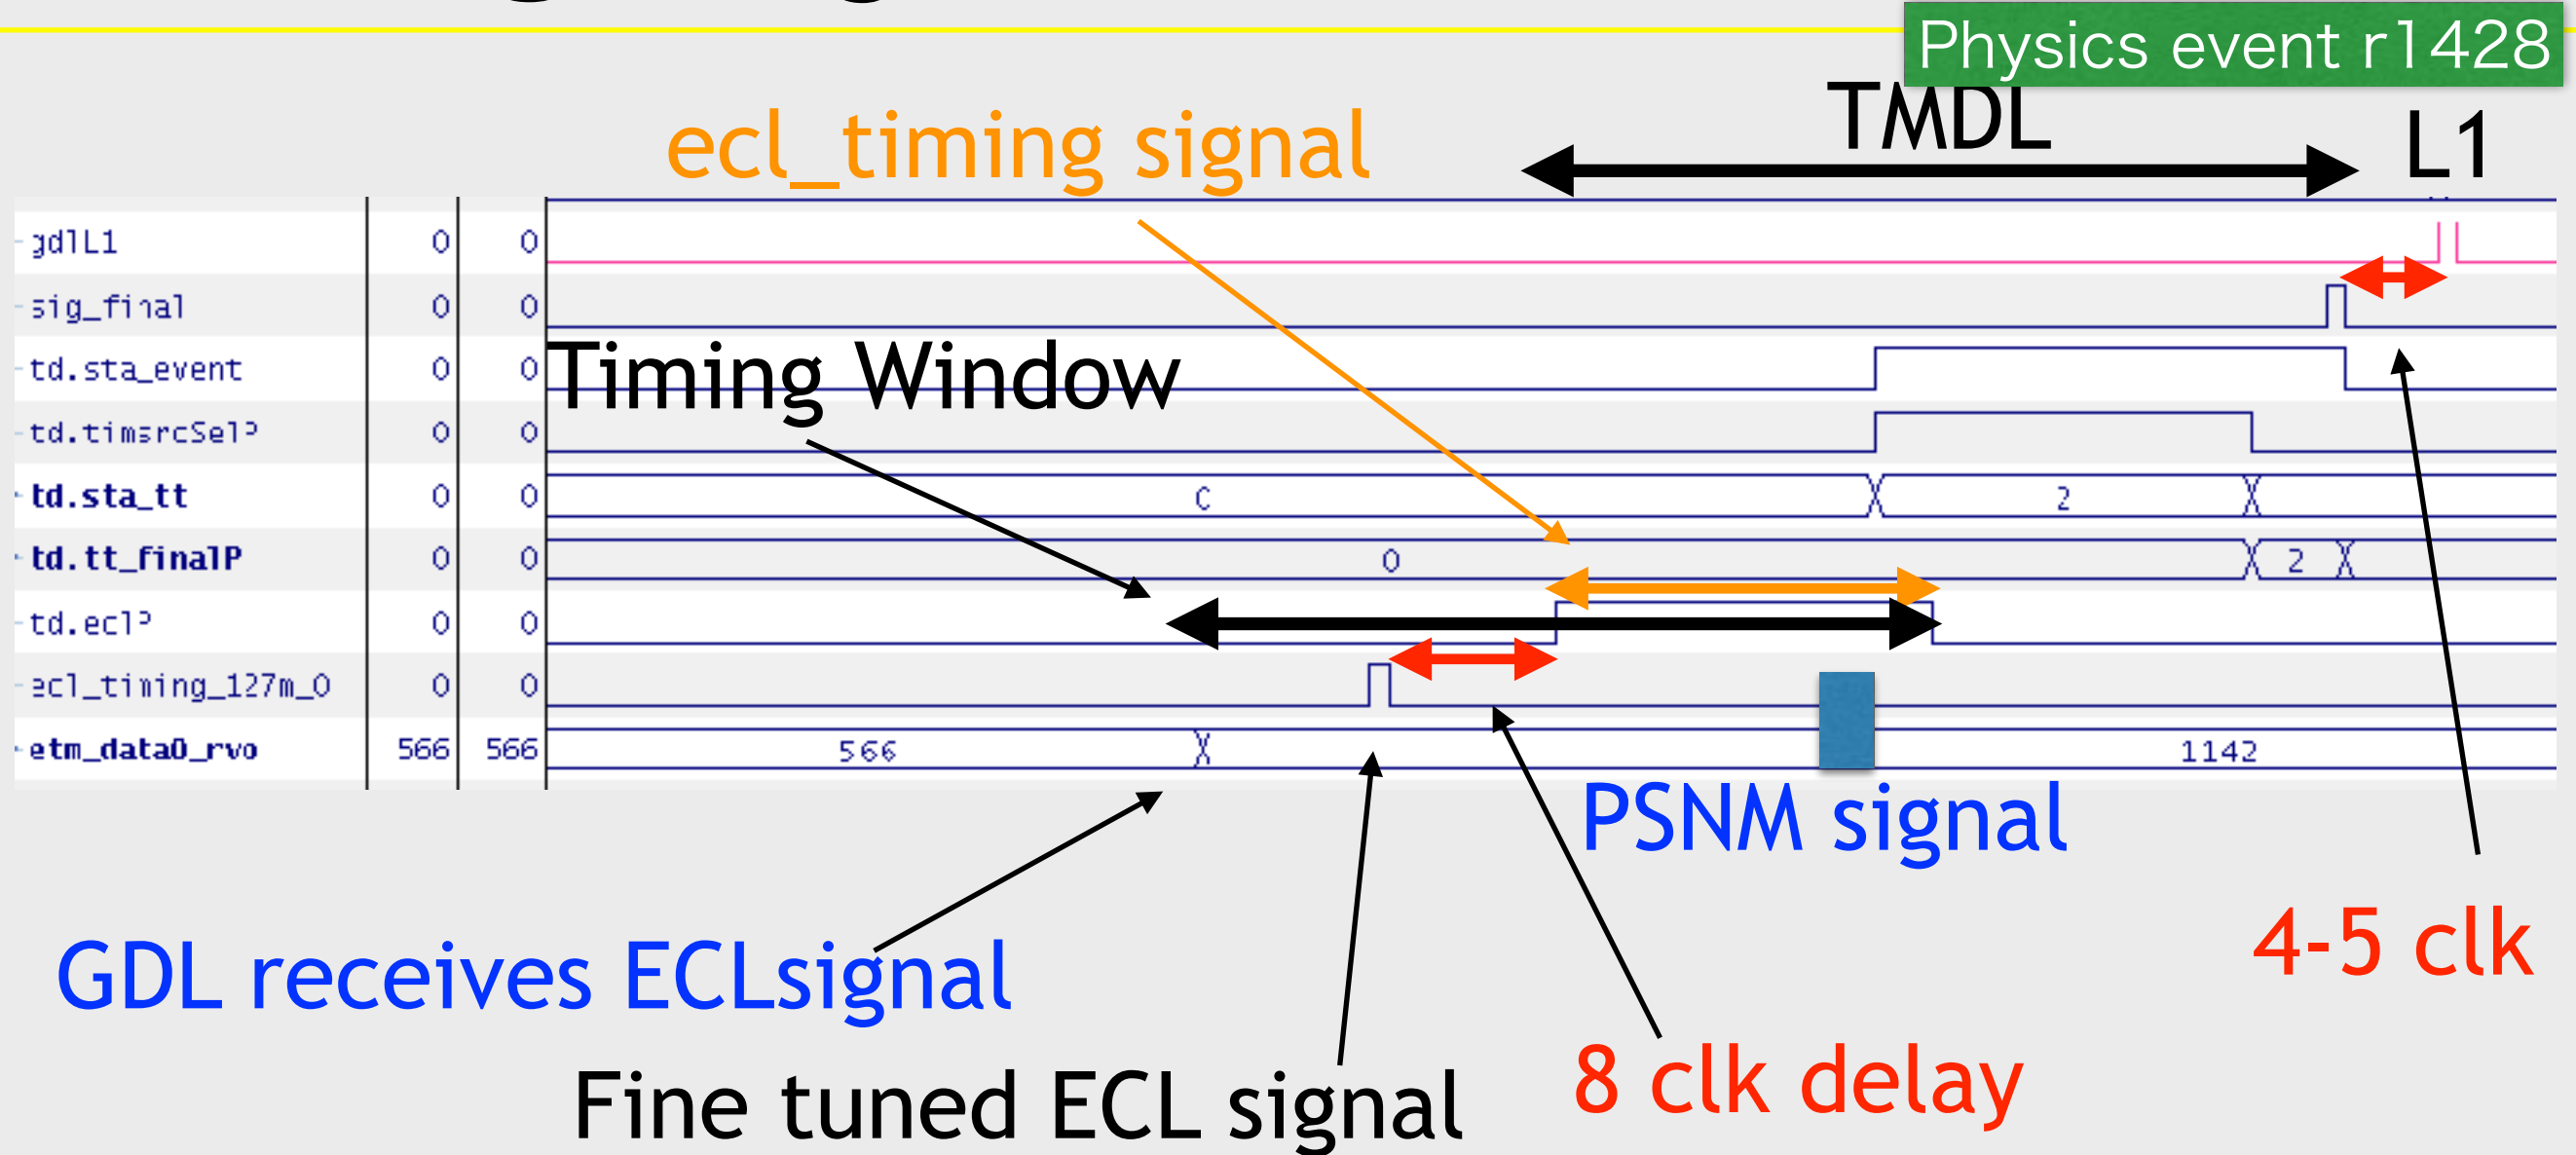 Physics event r1428
TMDL
ecl_timing signal
L1
gdlL1 0 0
sig_final 0 0
td.sta_event 0 0
Timing Window
td.timsrcSelP 0 0
td.sta_tt 0 0 C 2
td.tt_finalP 0 0 0 2
td.eclP 0 0
ecl_timing_127m_0 0 0
etm_data0_rvo 566 566 566 1142
PSNM signal
GDL receives ECLsignal
4-5 clk
Fine tuned ECL signal
8 clk delay